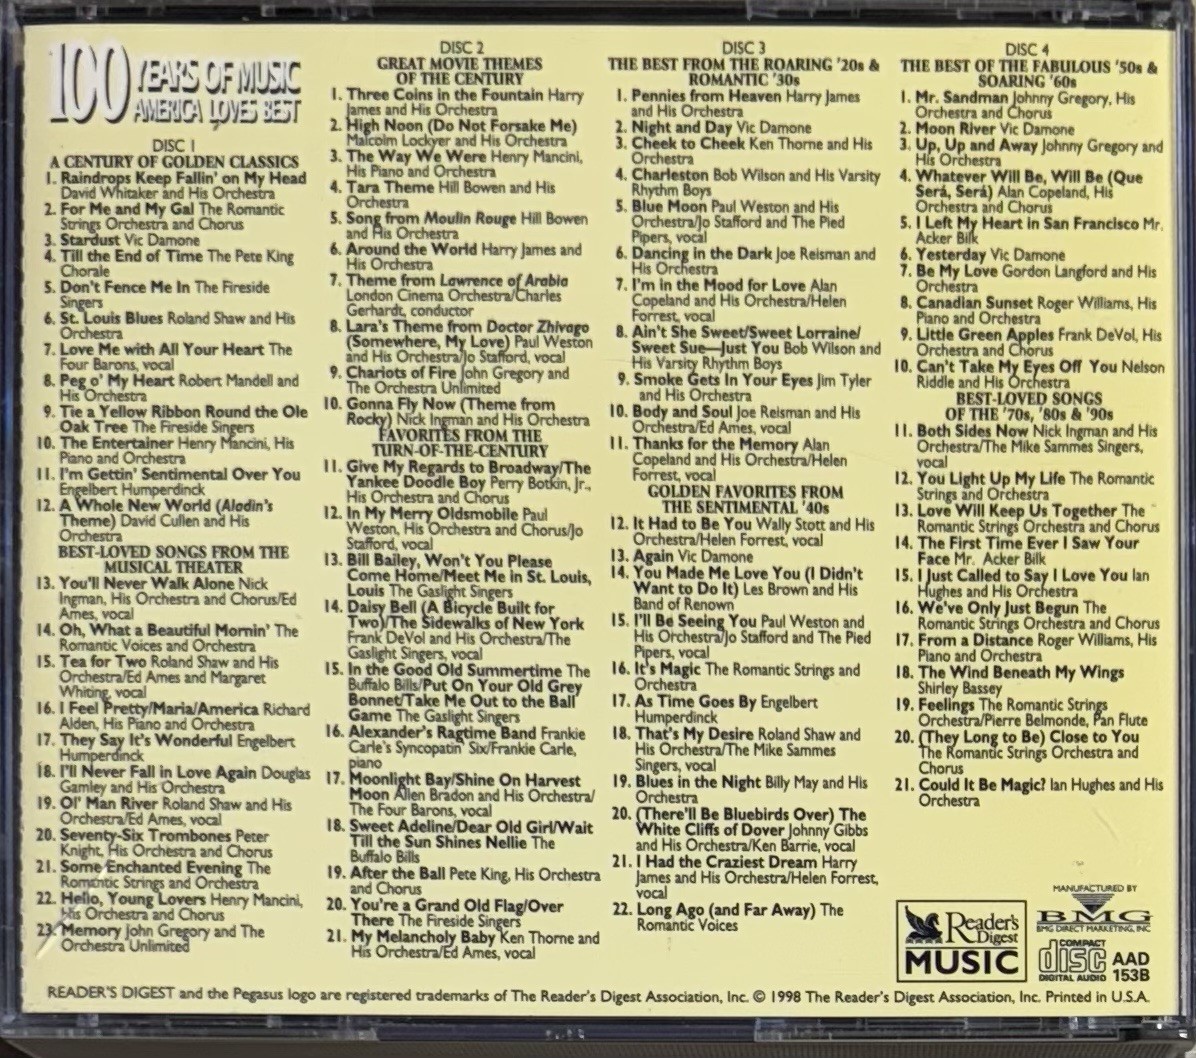 100 YEARS OF MUSIC
AMERICA LOVES BEST
DISC 1
A CENTURY OF GOLDEN CLASSICS
1. Raindrops Keep Fallin' on My Head
David Whitaker and His Orchestra
2. For Me and My Gal The Romantic
Strings Orchestra and Chorus
3. Stardust Vic Damone
4. Till the End of Time The Pete King
Chorale
5. Don't Fence Me In The Fireside
Singers
6. St. Louis Blues Roland Shaw and His
Orchestra
7. Love Me with All Your Heart The
Four Barons, vocal
8. Peg o' My Heart Robert Mandell and
His Orchestra
9. Tie a Yellow Ribbon Round the Ole
Oak Tree The Fireside Singers
10. The Entertainer Henry Mancini, His
Piano and Orchestra
11. I'm Gettin' Sentimental Over You
Engelbert Humperdinck
12. A Whole New World (Aladin's
Theme) David Cullen and His
Orchestra
BEST-LOVED SONGS FROM THE
MUSICAL THEATER
13. You'll Never Walk Alone Nick
Ingman, His Orchestra and Chorus/Ed
Ames, vocal
14. Oh, What a Beautiful Mornin' The
Romantic Voices and Orchestra
15. Tea for Two Roland Shaw and His
Orchestra/Ed Ames and Margaret
Whiting, vocal
16. I Feel Pretty/Maria/America Richard
Alden, His Piano and Orchestra
17. They Say It's Wonderful Engelbert
Humperdinck
18. I'll Never Fall in Love Again Douglas
Gamley and His Orchestra
19. Ol' Man River Roland Shaw and His
Orchestra/Ed Ames, vocal
20. Seventy-Six Trombones Peter
Knight, His Orchestra and Chorus
21. Some Enchanted Evening The
Romantic Strings and Orchestra
22. Hello, Young Lovers Henry Mancini,
His Orchestra and Chorus
23. Memory John Gregory and The
Orchestra Unlimited
DISC 2
GREAT MOVIE THEMES
OF THE CENTURY
1. Three Coins in the Fountain Harry
James and His Orchestra
2. High Noon (Do Not Forsake Me)
Malcolm Lockyer and His Orchestra
3. The Way We Were Henry Mancini,
His Piano and Orchestra
4. Tara Theme Hill Bowen and His
Orchestra
5. Song from Moulin Rouge Hill Bowen
and His Orchestra
6. Around the World Harry James and
His Orchestra
7. Theme from Lawrence of Arabia
London Cinema Orchestra/Charles
Gerhardt, conductor
8. Lara's Theme from Doctor Zhivago
(Somewhere, My Love) Paul Weston
and His Orchestra/Jo Stafford, vocal
9. Chariots of Fire John Gregory and
The Orchestra Unlimited
10. Gonna Fly Now (Theme from
Rocky) Nick Ingman and His Orchestra
FAVORITES FROM THE
TURN-OF-THE-CENTURY
11. Give My Regards to Broadway/The
Yankee Doodle Boy Perry Botkin, Jr.,
His Orchestra and Chorus
12. In My Merry Oldsmobile Paul
Weston, His Orchestra and Chorus/Jo
Stafford, vocal
13. Bill Bailey, Won't You Please
Come Home/Meet Me in St. Louis,
Louis The Gaslight Singers
14. Daisy Bell (A Bicycle Built for
Two)/The Sidewalks of New York
Frank DeVol and His Orchestra/The
Gaslight Singers, vocal
15. In the Good Old Summertime The
Buffalo Bills/Put On Your Old Grey
Bonnet/Take Me Out to the Ball
Game The Gaslight Singers
16. Alexander's Ragtime Band Frankie
Carle's Syncopatin' Six/Frankie Carle,
piano
17. Moonlight Bay/Shine On Harvest
Moon Allen Bradon and His Orchestra/
The Four Barons, vocal
18. Sweet Adeline/Dear Old Girl/Wait
Till the Sun Shines Nellie The
Buffalo Bills
19. After the Ball Pete King, His Orchestra
and Chorus
20. You're a Grand Old Flag/Over
There The Fireside Singers
21. My Melancholy Baby Ken Thorne and
His Orchestra/Ed Ames, vocal
DISC 3
THE BEST FROM THE ROARING '20s &
ROMANTIC '30s
1. Pennies from Heaven Harry James
and His Orchestra
2. Night and Day Vic Damone
3. Cheek to Cheek Ken Thorne and His
Orchestra
4. Charleston Bob Wilson and His Varsity
Rhythm Boys
5. Blue Moon Paul Weston and His
Orchestra/Jo Stafford and The Pied
Pipers, vocal
6. Dancing in the Dark Joe Reisman and
His Orchestra
7. I'm in the Mood for Love Alan
Copeland and His Orchestra/Helen
Forrest, vocal
8. Ain't She Sweet/Sweet Lorraine/
Sweet Sue—Just You Bob Wilson and
His Varsity Rhythm Boys
9. Smoke Gets In Your Eyes Jim Tyler
and His Orchestra
10. Body and Soul Joe Reisman and His
Orchestra/Ed Ames, vocal
11. Thanks for the Memory Alan
Copeland and His Orchestra/Helen
Forrest, vocal
GOLDEN FAVORITES FROM
THE SENTIMENTAL '40s
12. It Had to Be You Wally Stott and His
Orchestra/Helen Forrest, vocal
13. Again Vic Damone
14. You Made Me Love You (I Didn't
Want to Do It) Les Brown and His
Band of Renown
15. I'll Be Seeing You Paul Weston and
His Orchestra/Jo Stafford and The Pied
Pipers, vocal
16. It's Magic The Romantic Strings and
Orchestra
17. As Time Goes By Engelbert
Humperdinck
18. That's My Desire Roland Shaw and
His Orchestra/The Mike Sammes
Singers, vocal
19. Blues in the Night Billy May and His
Orchestra
20. (There'll Be Bluebirds Over) The
White Cliffs of Dover Johnny Gibbs
and His Orchestra/Ken Barrie, vocal
21. I Had the Craziest Dream Harry
James and His Orchestra/Helen Forrest,
vocal
22. Long Ago (and Far Away) The
Romantic Voices
DISC 4
THE BEST OF THE FABULOUS '50s &
SOARING '60s
1. Mr. Sandman Johnny Gregory, His
Orchestra and Chorus
2. Moon River Vic Damone
3. Up, Up and Away Johnny Gregory and
His Orchestra
4. Whatever Will Be, Will Be (Que
Será, Será) Alan Copeland, His
Orchestra and Chorus
5. I Left My Heart in San Francisco Mr.
Acker Bilk
6. Yesterday Vic Damone
7. Be My Love Gordon Langford and His
Orchestra
8. Canadian Sunset Roger Williams, His
Piano and Orchestra
9. Little Green Apples Frank DeVol, His
Orchestra and Chorus
10. Can't Take My Eyes Off You Nelson
Riddle and His Orchestra
BEST-LOVED SONGS
OF THE '70s, '80s & '90s
11. Both Sides Now Nick Ingman and His
Orchestra/The Mike Sammes Singers,
vocal
12. You Light Up My Life The Romantic
Strings and Orchestra
13. Love Will Keep Us Together The
Romantic Strings Orchestra and Chorus
14. The First Time Ever I Saw Your
Face Mr. Acker Bilk
15. I Just Called to Say I Love You Ian
Hughes and His Orchestra
16. We've Only Just Begun The
Romantic Strings Orchestra and Chorus
17. From a Distance Roger Williams, His
Piano and Orchestra
18. The Wind Beneath My Wings
Shirley Bassey
19. Feelings The Romantic Strings
Orchestra/Pierre Belmonde, Pan Flute
20. (They Long to Be) Close to You
The Romantic Strings Orchestra and
Chorus
21. Could It Be Magic? Ian Hughes and His
Orchestra
Reader's
Digest
MUSIC
MANUFACTURED BY
BMG
BMG DIRECT MARKETING, INC
COMPACT
disc
DIGITAL AUDIO
AAD
153B
READER'S DIGEST and the Pegasus logo are registered trademarks of The Reader's Digest Association, Inc. © 1998 The Reader's Digest Association, Inc. Printed in U.S.A.